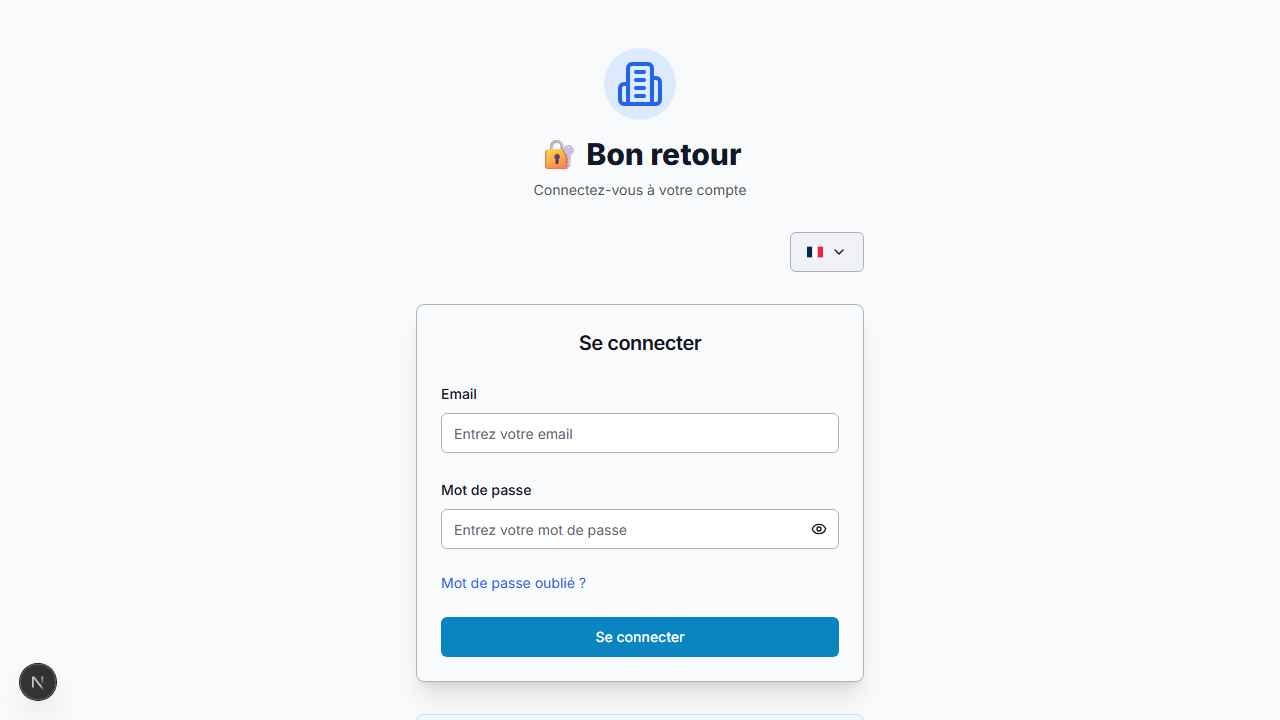 🔐 Bon retour
Connectez-vous à votre compte
Se connecter
Email
Entrez votre email
Mot de passe
Entrez votre mot de passe
Mot de passe oublié ?
Se connecter
N